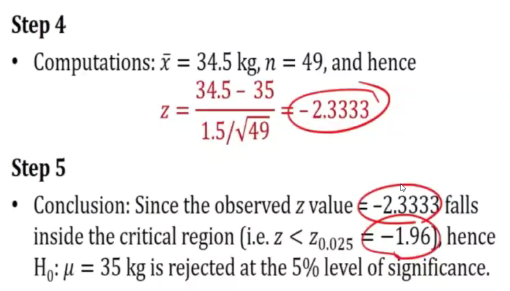 Step 4
• Computations: x̄ = 34.5 kg, n = 49, and hence
z = (34.5 – 35)/(1.5/√49) = –2.3333
Step 5
• Conclusion: Since the observed z value = –2.3333 falls
inside the critical region (i.e. z < z₀.₀₂₅ = –1.96), hence
H₀: μ = 35 kg is rejected at the 5% level of significance.